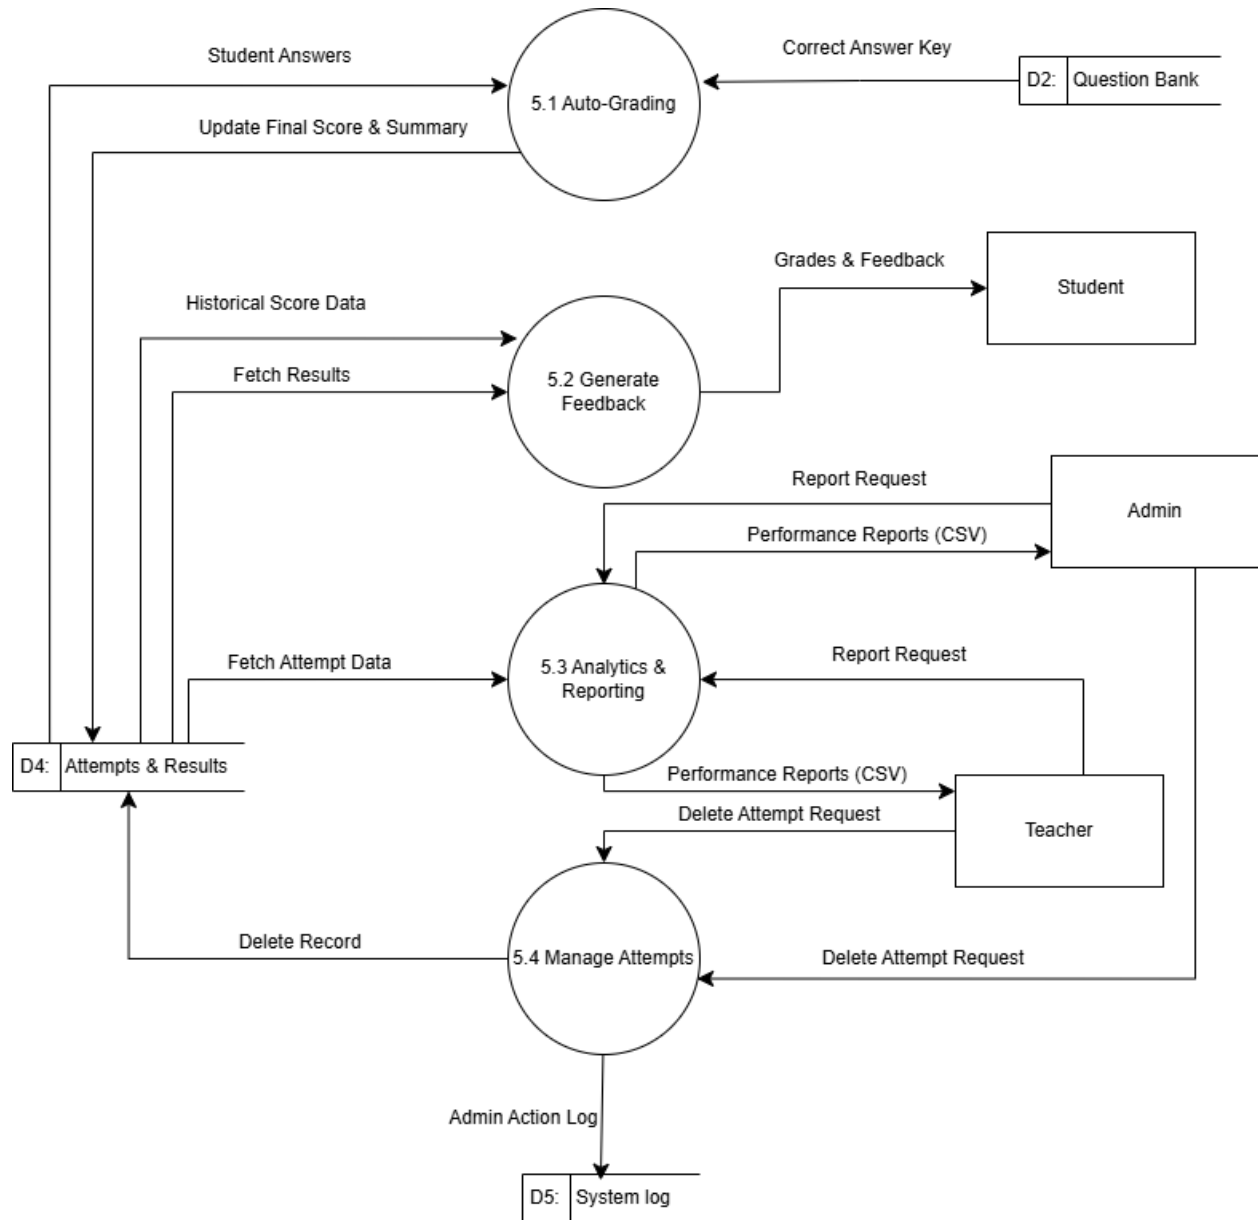 Student Answers
Correct Answer Key
D2: Question Bank
5.1 Auto-Grading
Update Final Score & Summary
Grades & Feedback
Student
Historical Score Data
Fetch Results
5.2 Generate
Feedback
Report Request
Admin
Performance Reports (CSV)
Fetch Attempt Data
5.3 Analytics &
Reporting
Report Request
D4: Attempts & Results
Performance Reports (CSV)
Delete Attempt Request
Teacher
Delete Record
5.4 Manage Attempts
Delete Attempt Request
Admin Action Log
D5: System log